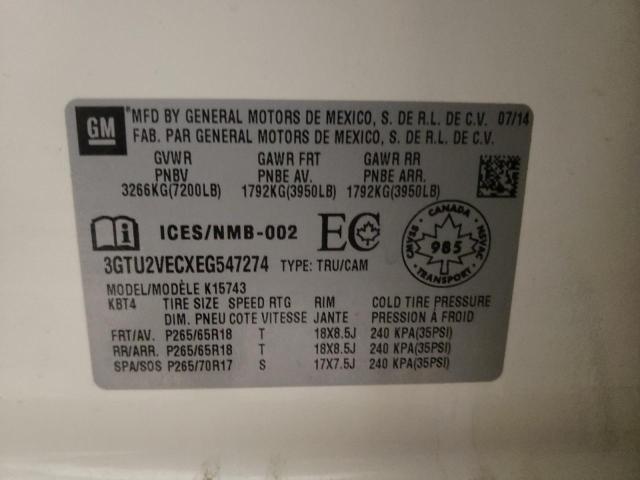 GM
MFD BY GENERAL MOTORS DE MEXICO, S. DE R.L. DE C.V. 07/14
FAB. PAR GENERAL MOTORS DE MEXICO, S. DE R.L. DE C.V.
GVWR GAWR FRT GAWR RR
PNBV PNBE AV. PNBE ARR.
3266KG(7200LB) 1792KG(3950LB) 1792KG(3950LB)
i ICES/NMB-002 EC
CANADA
CMVSS NSVAC
985
TRANSPORT
3GTU2VECXEG547274 TYPE: TRU/CAM
MODEL/MODÈLE K15743
KBT4 TIRE SIZE SPEED RTG RIM COLD TIRE PRESSURE
DIM. PNEU COTE VITESSE JANTE PRESSION À FROID
FRT/AV. P265/65R18 T 18X8.5J 240 KPA(35PSI)
RR/ARR. P265/65R18 T 18X8.5J 240 KPA(35PSI)
SPA/SOS P265/70R17 S 17X7.5J 240 KPA(35PSI)